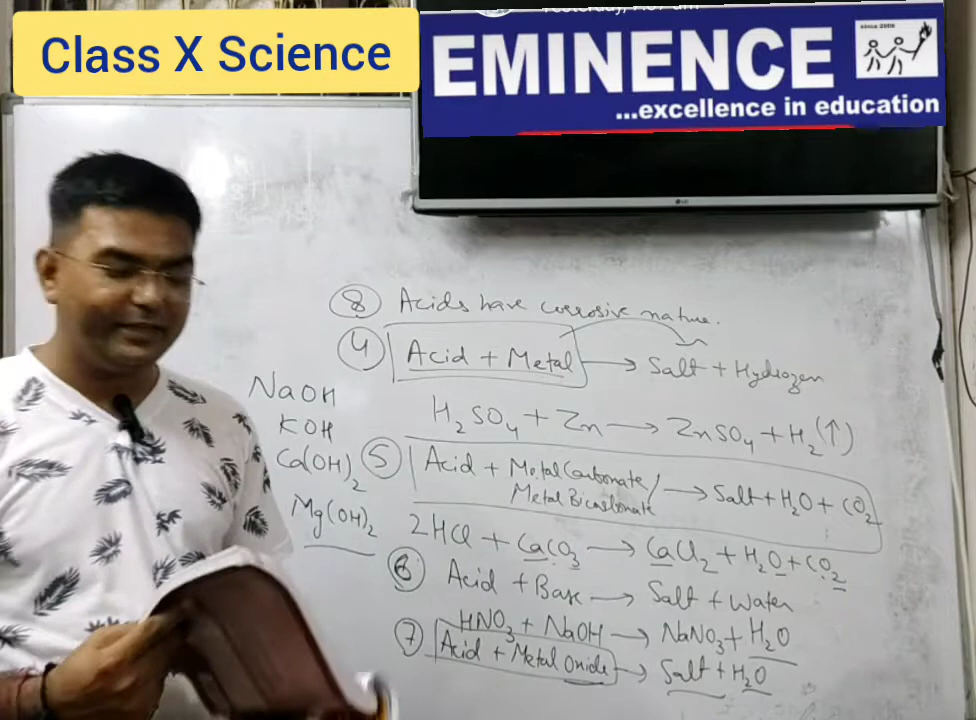 Class X Science
EMINENCE
since 2006
...excellence in education
8 Acids have corrosive nature.
4 Acid + Metal → Salt + Hydrogen
H₂SO₄ + Zn → ZnSO₄ + H₂(↑)
5 Acid + Metal Carbonate / Metal Bicarbonate → Salt + H₂O + CO₂
2HCl + CaCO₃ → CaCl₂ + H₂O + CO₂
6 Acid + Base → Salt + Water
HNO₃ + NaOH → NaNO₃ + H₂O
7 Acid + Metal Oxide → Salt + H₂O
NaOH
KOH
Ca(OH)₂
Mg(OH)₂
LG